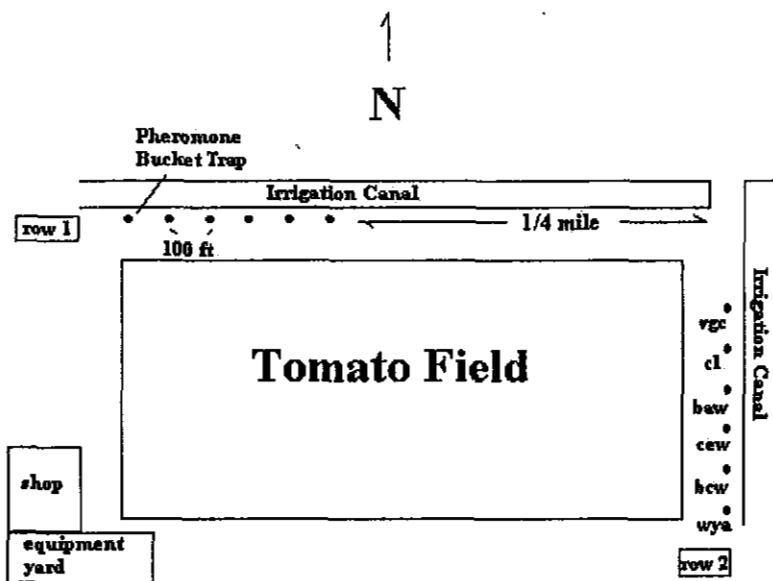 N
Pheromone
Bucket Trap
Irrigation Canal
row 1
1/4 mile
100 ft
Irrigation Canal
vgc
Tomato Field
cl
baw
cew
shop
bcw
wya
equipment
yard
row 2